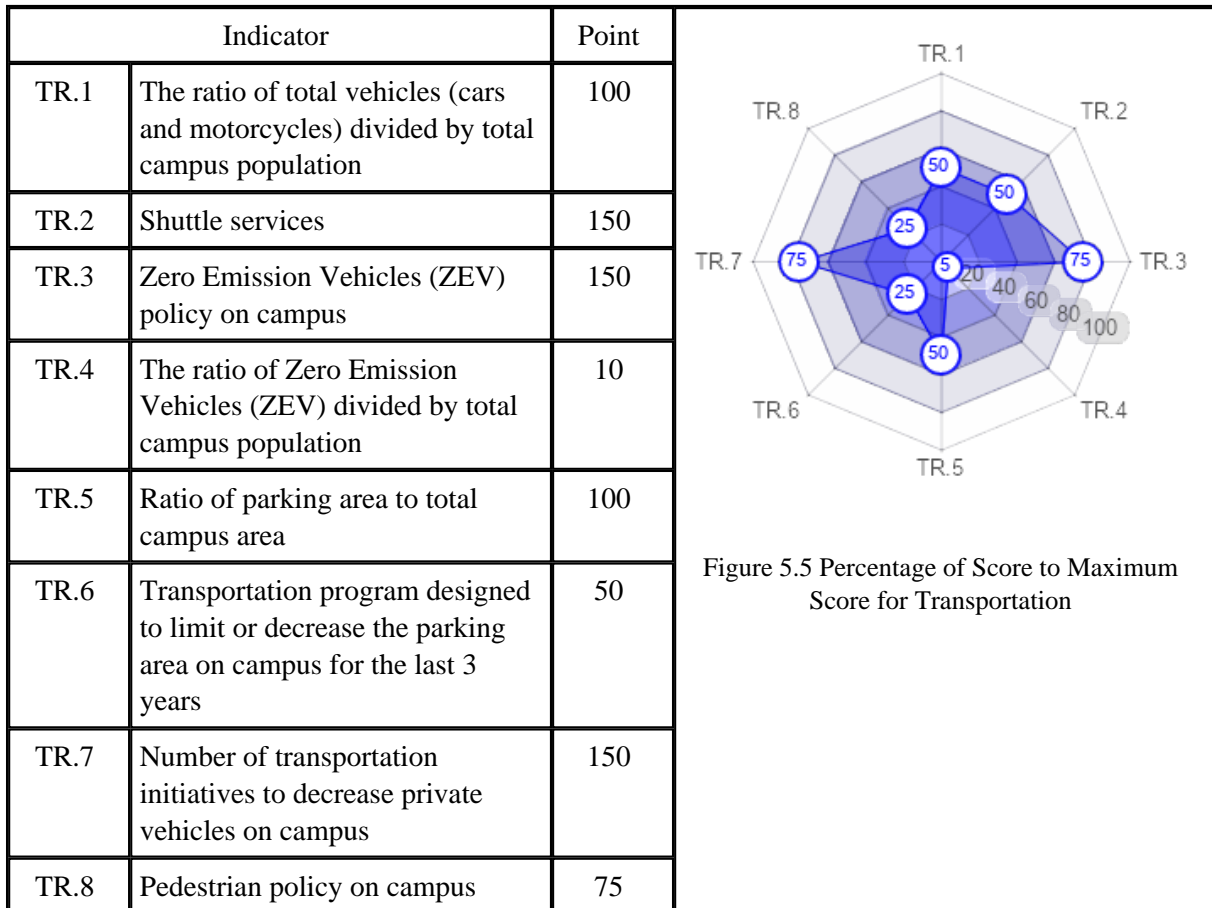 Indicator Point
TR.1 The ratio of total vehicles (cars 100
and motorcycles) divided by total
campus population
TR.2 Shuttle services 150
TR.3 Zero Emission Vehicles (ZEV) 150
policy on campus
TR.4 The ratio of Zero Emission 10
Vehicles (ZEV) divided by total
campus population
TR.5 Ratio of parking area to total 100
campus area
TR.6 Transportation program designed 50
to limit or decrease the parking
area on campus for the last 3
years
TR.7 Number of transportation 150
initiatives to decrease private
vehicles on campus
TR.8 Pedestrian policy on campus 75
TR.1
TR.8 TR.2
50
50
25
TR.7 75 5 75 TR.3
20
40
25 60
80
100
50
TR.6 TR.4
TR.5
Figure 5.5 Percentage of Score to Maximum
Score for Transportation